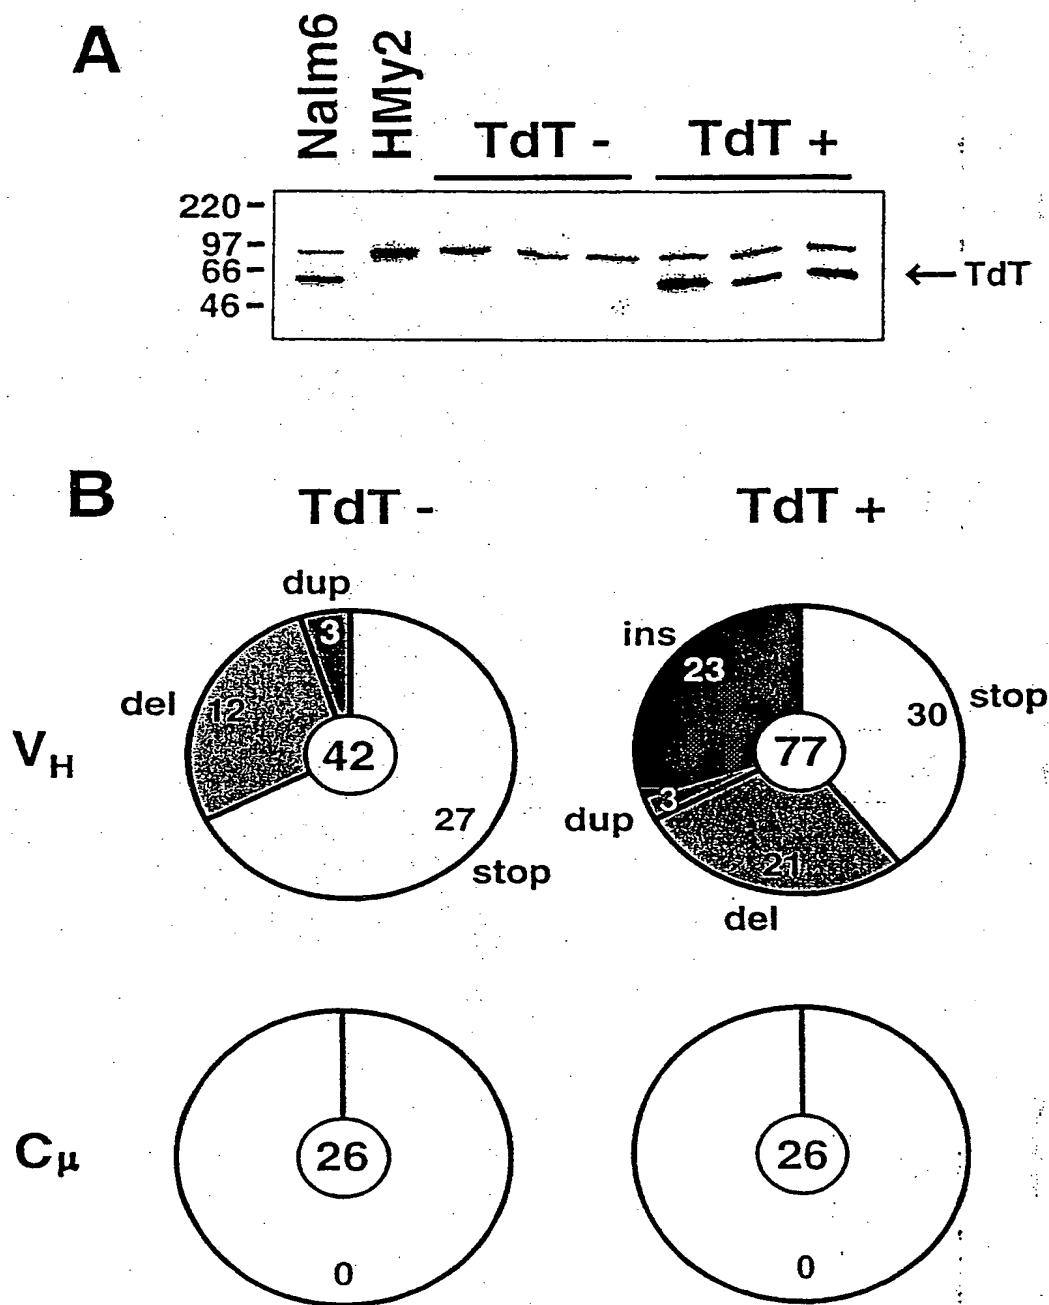 A
Nalm6
HMy2
TdT -
TdT +
220
97
66
46
←TdT
B
TdT -
TdT +
VH
dup
3
del
12
42
27
stop
ins
23
30
stop
77
dup
3
21
del
Cμ
26
0
26
0